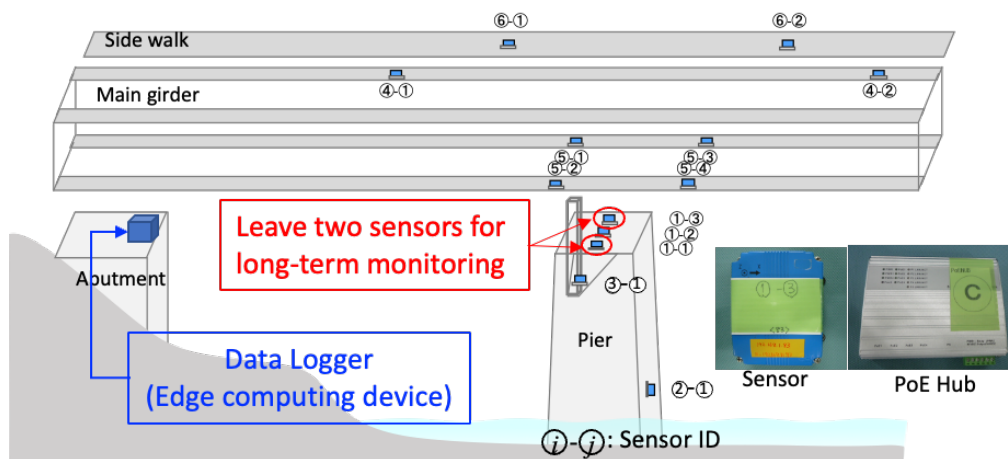 ⑥-① ⑥-②
Side walk
④-① ④-②
Main girder
⑤-① ⑤-③
⑤-② ⑤-④
Leave two sensors for
long-term monitoring
①-③
①-②
①-①
Abutment
③-①
①-③
PoE HUB
C
Pier
Data Logger
(Edge computing device)
Sensor
PoE Hub
②-①
ⓘ-ⓙ: Sensor ID